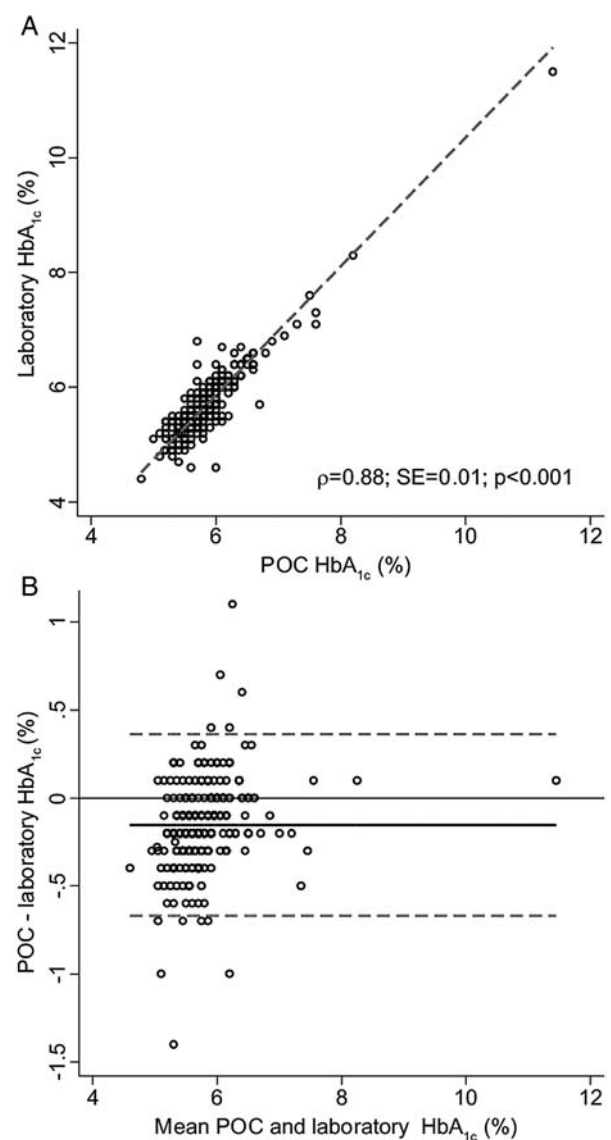 A
12
10
8
6
4
Laboratory HbA1c (%)
ρ=0.88; SE=0.01; p<0.001
4 6 8 10 12
POC HbA1c (%)
B
1
.5
0
-.5
-1
-1.5
POC - laboratory HbA1c (%)
4 6 8 10 12
Mean POC and laboratory HbA1c (%)